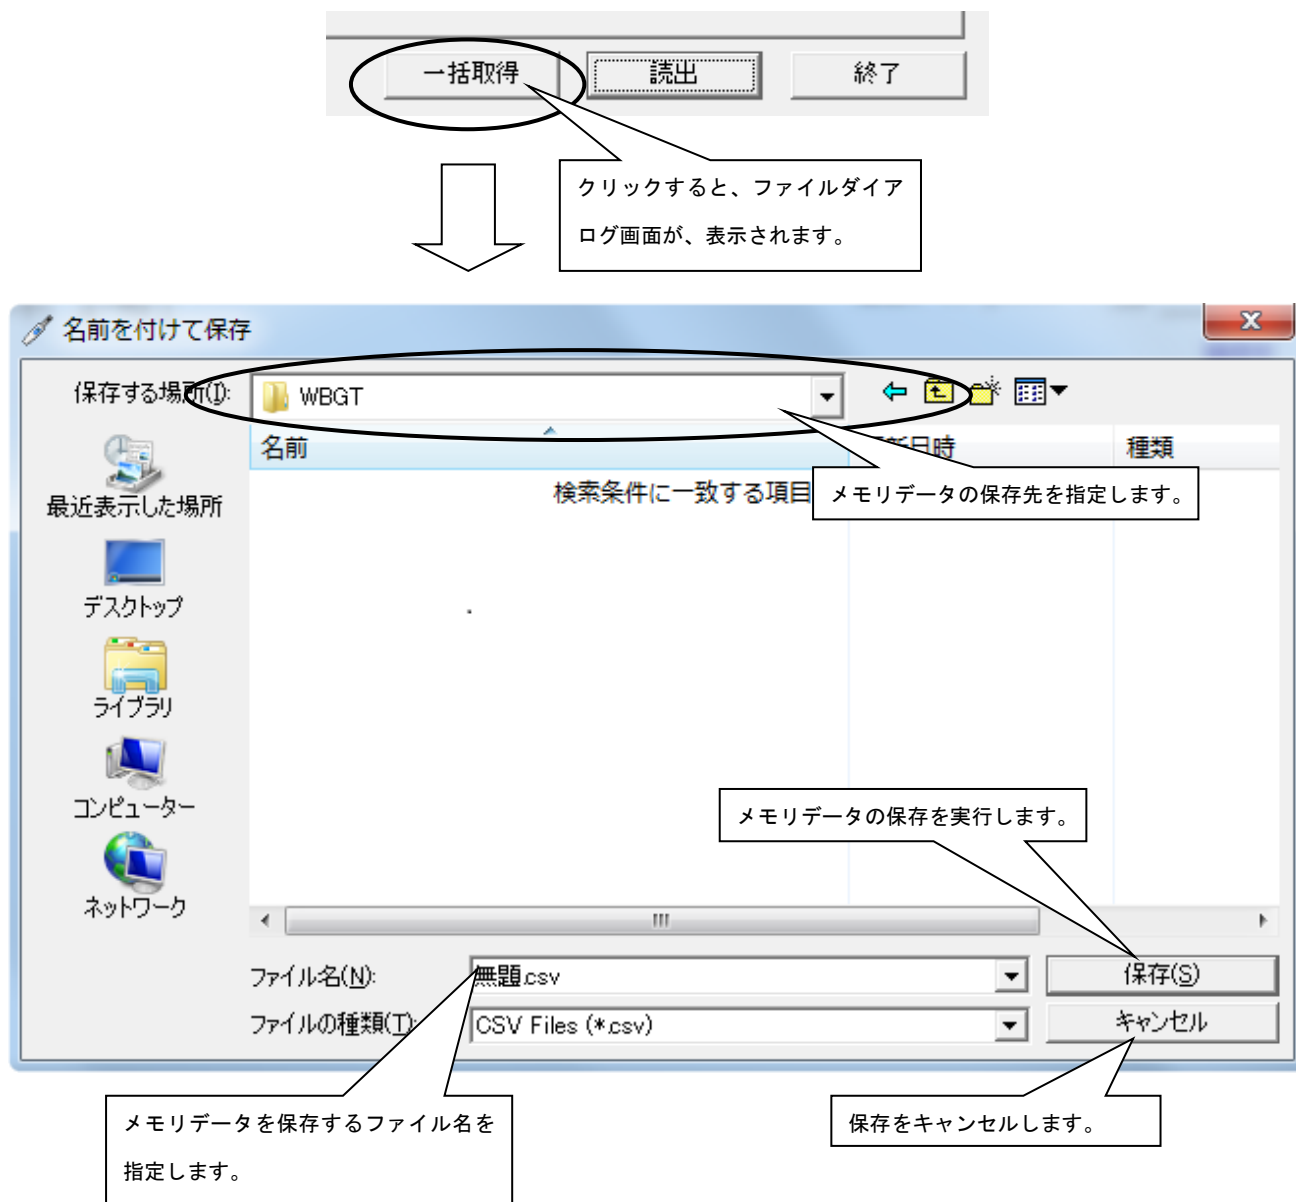 一括取得
読出
終了
クリックすると、ファイルダイア
ログ画面が、表示されます。
名前を付けて保存
保存する場所(I):
WBGT
名前
新日時
種類
検索条件に一致する項目
メモリデータの保存先を指定します。
最近表示した場所
デスクトップ
ライブラリ
コンピューター
ネットワーク
メモリデータの保存を実行します。
ファイル名(N):
無題.csv
保存(S)
ファイルの種類(T):
CSV Files (*.csv)
キャンセル
メモリデータを保存するファイル名を
指定します。
保存をキャンセルします。